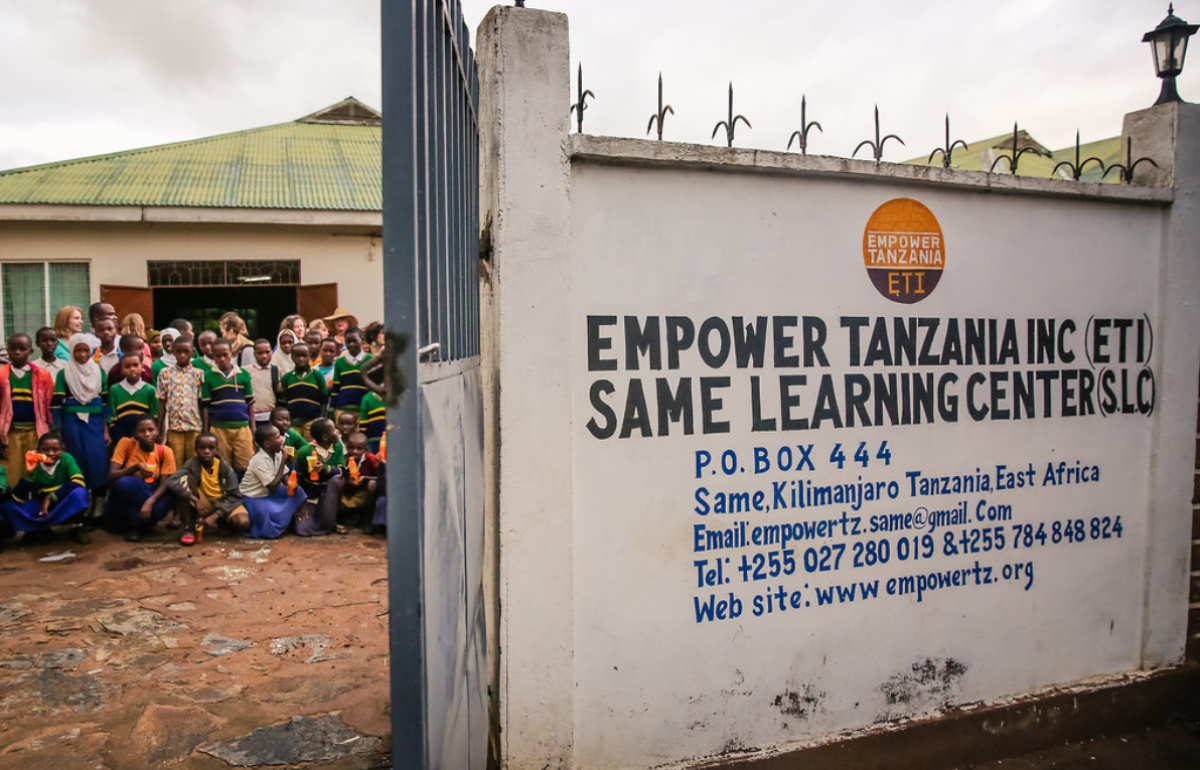 EMPOWER
TANZANIA
ETI
EMPOWER TANZANIA INC (ETI)
SAME LEARNING CENTER (S.L.C)
P.O. BOX 444
Same, Kilimanjaro Tanzania, East Africa
Email: empowertz.same@gmail. Com
Tel: +255 027 280 019 & +255 784 848 824
Web site: www empowertz. org